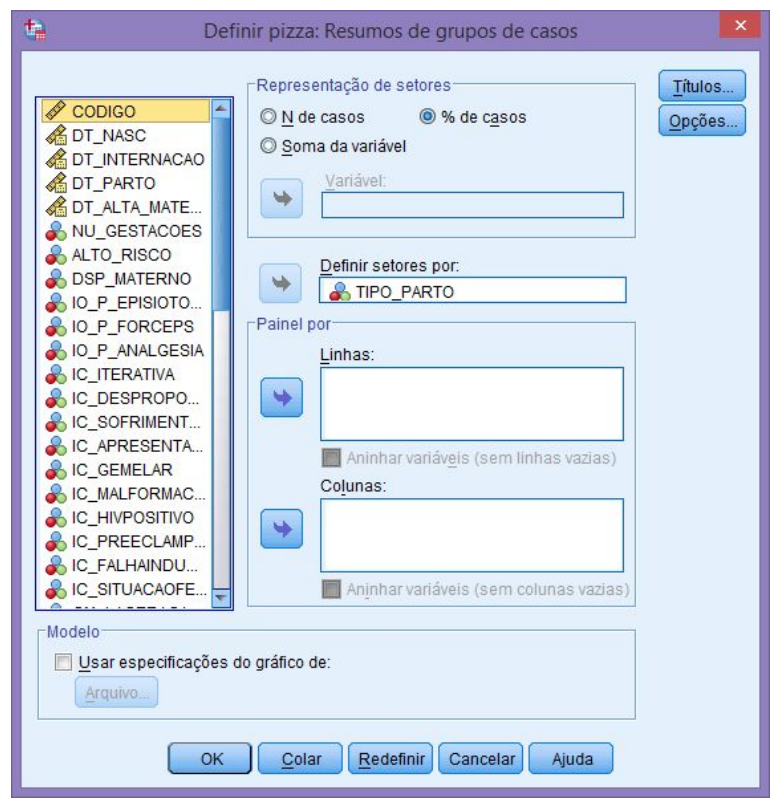 Definir pizza: Resumos de grupos de casos
CODIGO
DT_NASC
DT_INTERNACAO
DT_PARTO
DT_ALTA_MATE...
NU_GESTACOES
ALTO_RISCO
DSP_MATERNO
IO_P_EPISIOTO...
IO_P_FORCEPS
IO_P_ANALGESIA
IC_ITERATIVA
IC_DESPROPO...
IC_SOFRIMENT...
IC_APRESENTA...
IC_GEMELAR
IC_MALFORMAC...
IC_HIVPOSITIVO
IC_PREECLAMP...
IC_FALHAINDU...
IC_SITUACAOFE...
Representação de setores
N de casos
% de casos
Soma da variável
Variável:
Definir setores por:
TIPO_PARTO
Painel por
Linhas:
Aninhar variáveis (sem linhas vazias)
Colunas:
Aninhar variáveis (sem colunas vazias)
Títulos...
Opções...
Modelo
Usar especificações do gráfico de:
Arquivo...
OK
Colar
Redefinir
Cancelar
Ajuda